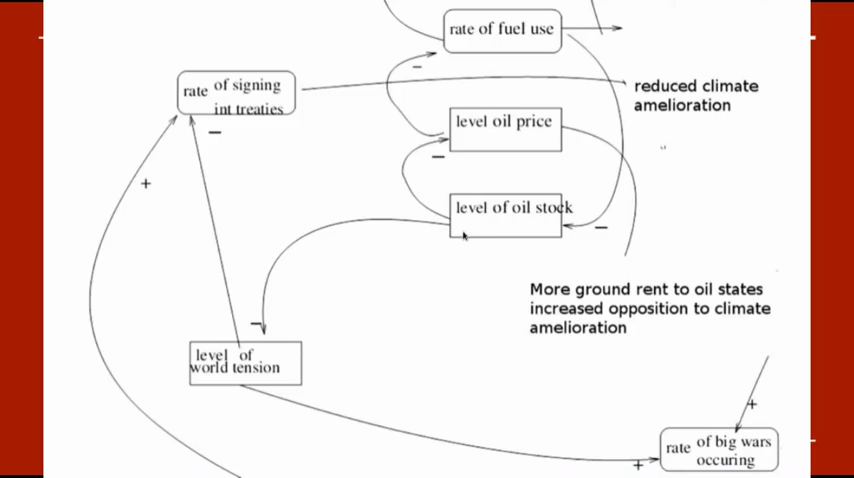 rate of fuel use
rate of signing
int treaties
–
reduced climate
amelioration
level oil price
–
–
+
level of oil stock
–
More ground rent to oil states
increased opposition to climate
amelioration
–
level of
world tension
+
rate of big wars
occuring
+